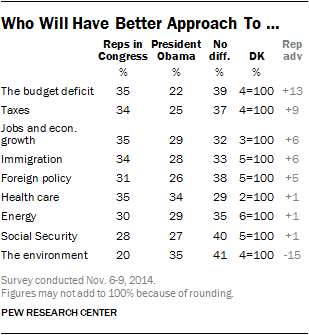 Who Will Have Better Approach To ...
Reps in Congress President Obama No diff. DK Rep adv
% % % %
The budget deficit 35 22 39 4=100 +13
Taxes 34 25 37 4=100 +9
Jobs and econ. growth 35 29 32 3=100 +6
Immigration 34 28 33 5=100 +6
Foreign policy 31 26 38 5=100 +5
Health care 35 34 29 2=100 +1
Energy 30 29 35 6=100 +1
Social Security 28 27 40 5=100 +1
The environment 20 35 41 4=100 -15
Survey conducted Nov. 6-9, 2014.
Figures may not add to 100% because of rounding.
PEW RESEARCH CENTER